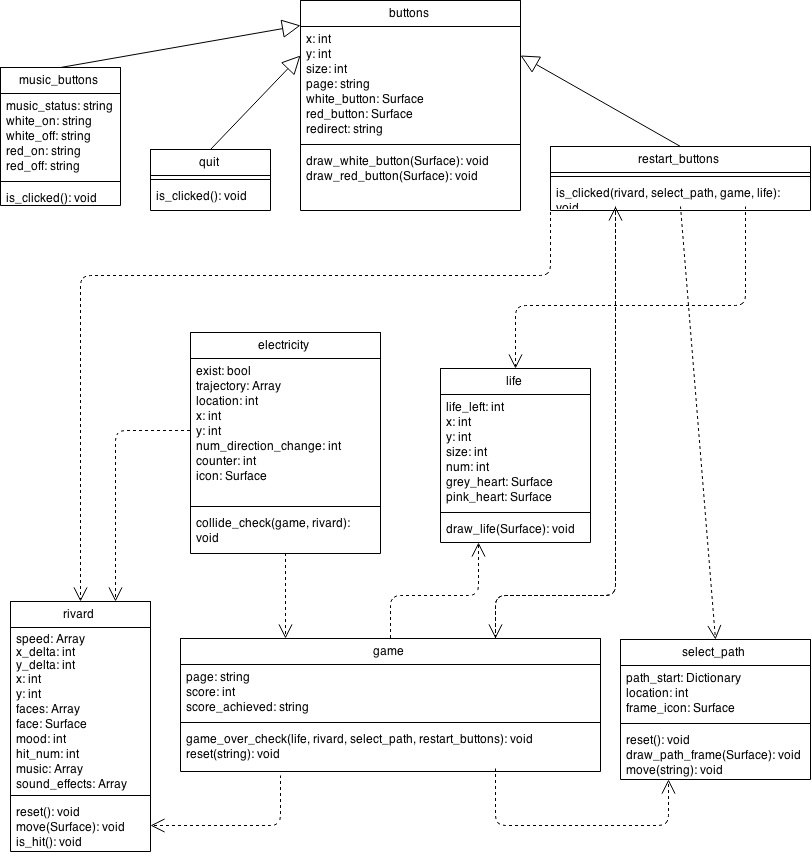 buttons
x: int
y: int
size: int
page: string
white_button: Surface
red_button: Surface
redirect: string
draw_white_button(Surface): void
draw_red_button(Surface): void
music_buttons
music_status: string
white_on: string
white_off: string
red_on: string
red_off: string
is_clicked(): void
quit
is_clicked(): void
restart_buttons
is_clicked(rivard, select_path, game, life):
void
electricity
exist: bool
trajectory: Array
location: int
x: int
y: int
num_direction_change: int
counter: int
icon: Surface
collide_check(game, rivard):
void
life
life_left: int
x: int
y: int
size: int
num: int
grey_heart: Surface
pink_heart: Surface
draw_life(Surface): void
rivard
speed: Array
x_delta: int
y_delta: int
x: int
y: int
faces: Array
face: Surface
mood: int
hit_num: int
music: Array
sound_effects: Array
reset(): void
move(Surface): void
is_hit(): void
game
page: string
score: int
score_achieved: string
game_over_check(life, rivard, select_path, restart_buttons): void
reset(string): void
select_path
path_start: Dictionary
location: int
frame_icon: Surface
reset(): void
draw_path_frame(Surface): void
move(string): void